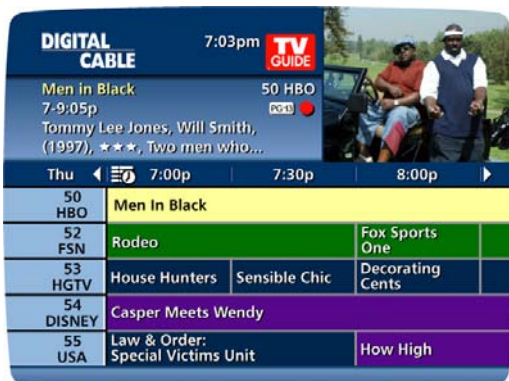 DIGITAL
CABLE
7:03pm
TV
GUIDE
Men in Black
50 HBO
7-9:05p
PG-13
Tommy Lee Jones, Will Smith,
(1997), ★★★, Two men who...
Thu
7:00p
7:30p
8:00p
50
HBO
Men In Black
52
FSN
Rodeo
Fox Sports
One
53
HGTV
House Hunters
Sensible Chic
Decorating
Cents
54
DISNEY
Casper Meets Wendy
55
USA
Law & Order:
Special Victims Unit
How High